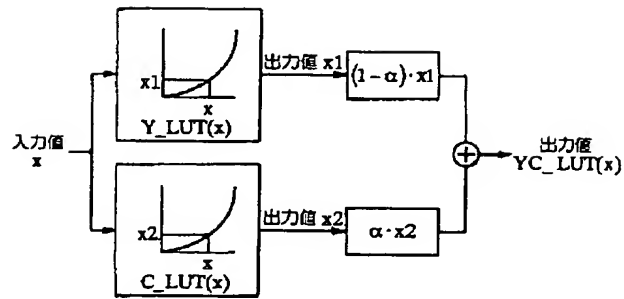 入力値
x
x1
x
Y_LUT(x)
出力値 x1
(1-α)·x1
x2
x
C_LUT(x)
出力値 x2
α·x2
+
出力値
YC_LUT(x)